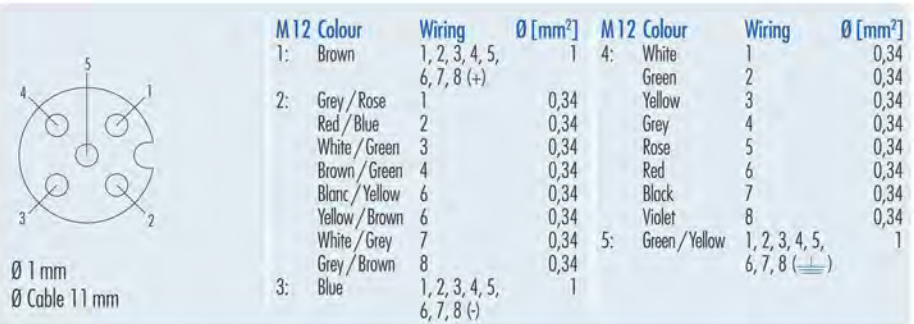 M12 Colour Wiring Ø [mm²] M12 Colour Wiring Ø [mm²]
1: Brown 1, 2, 3, 4, 5, 1 4: White 1 0,34
6, 7, 8 (+) Green 2 0,34
2: Grey/Rose 1 0,34 Yellow 3 0,34
Red/Blue 2 0,34 Grey 4 0,34
White/Green 3 0,34 Rose 5 0,34
Brown/Green 4 0,34 Red 6 0,34
Blanc/Yellow 6 0,34 Black 7 0,34
Yellow/Brown 6 0,34 Violet 8 0,34
White/Grey 7 0,34 5: Green/Yellow 1, 2, 3, 4, 5, 1
Grey/Brown 8 0,34 6, 7, 8 (⏚)
3: Blue 1, 2, 3, 4, 5, 1
6, 7, 8 (-)
5
4 1
3 2
Ø 1 mm
Ø Cable 11 mm